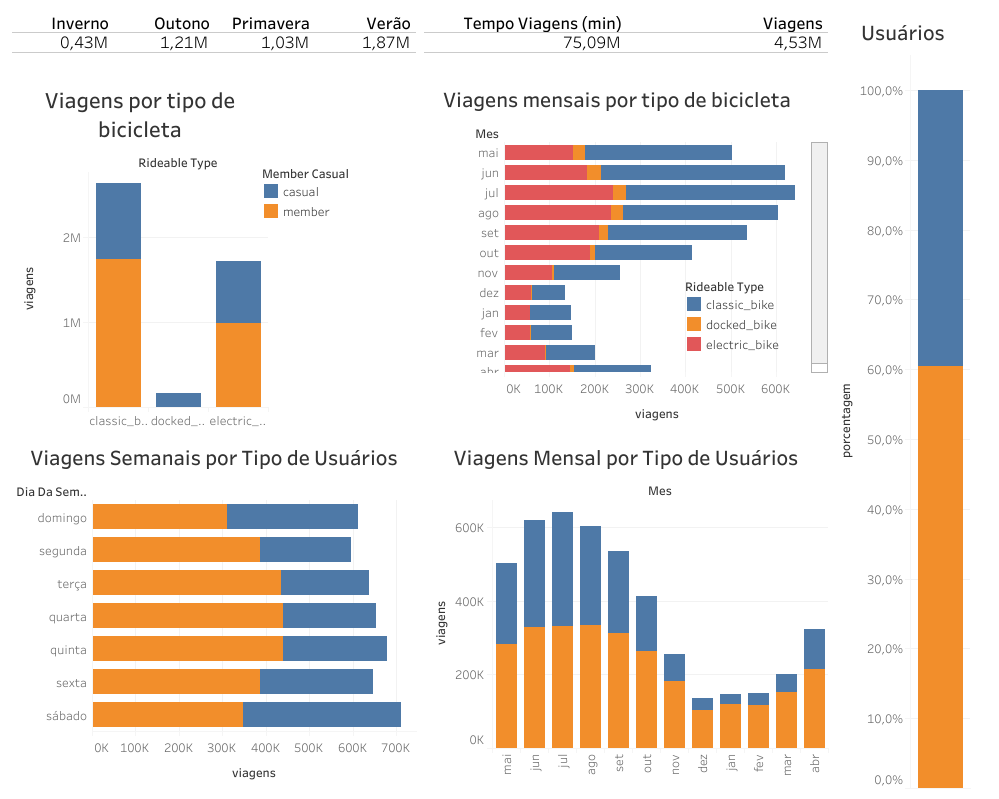 Inverno Outono Primavera Verão
0,43M 1,21M 1,03M 1,87M
Tempo Viagens (min) Viagens
75,09M 4,53M
Usuários
Viagens por tipo de
bicicleta
Rideable Type
Member Casual
casual
member
2M
1M
0M
viagens
classic_b.. docked_.. electric_..
Viagens mensais por tipo de bicicleta
Mes
mai
jun
jul
ago
set
out
nov
dez
jan
fev
mar
abr
Rideable Type
classic_bike
docked_bike
electric_bike
0K 100K 200K 300K 400K 500K 600K
viagens
Viagens Semanais por Tipo de Usuários
Dia Da Sem..
domingo
segunda
terça
quarta
quinta
sexta
sábado
0K 100K 200K 300K 400K 500K 600K 700K
viagens
Viagens Mensal por Tipo de Usuários
Mes
600K
400K
200K
0K
viagens
mai jun jul ago set out nov dez jan fev mar abr
100,0%
90,0%
80,0%
70,0%
60,0%
50,0%
40,0%
30,0%
20,0%
10,0%
0,0%
porcentagem